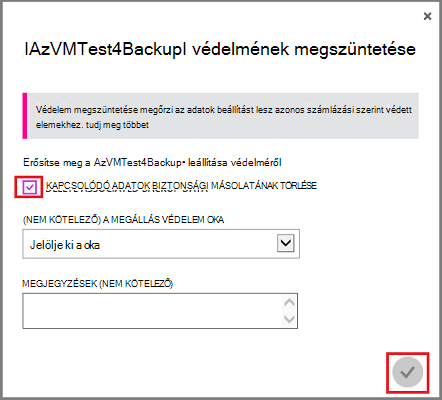 IAzVMTest4BackupI védelmének megszüntetése
Védelem megszüntetése megőrzi az adatok beállítást lesz azonos számlázási szerint védett
elemekhez. tudj meg többet
Erősítse meg a AzVMTest4Backup• leállítása védelméről
KAPCSOLÓDÓ ADATOK BIZTONSÁGI MÁSOLATÁNAK TÖRLÉSE
(NEM KÖTELEZŐ) A MEGÁLLÁS VÉDELEM OKA
Jelölje ki a oka
MEGJEGYZÉSEK (NEM KÖTELEZŐ)